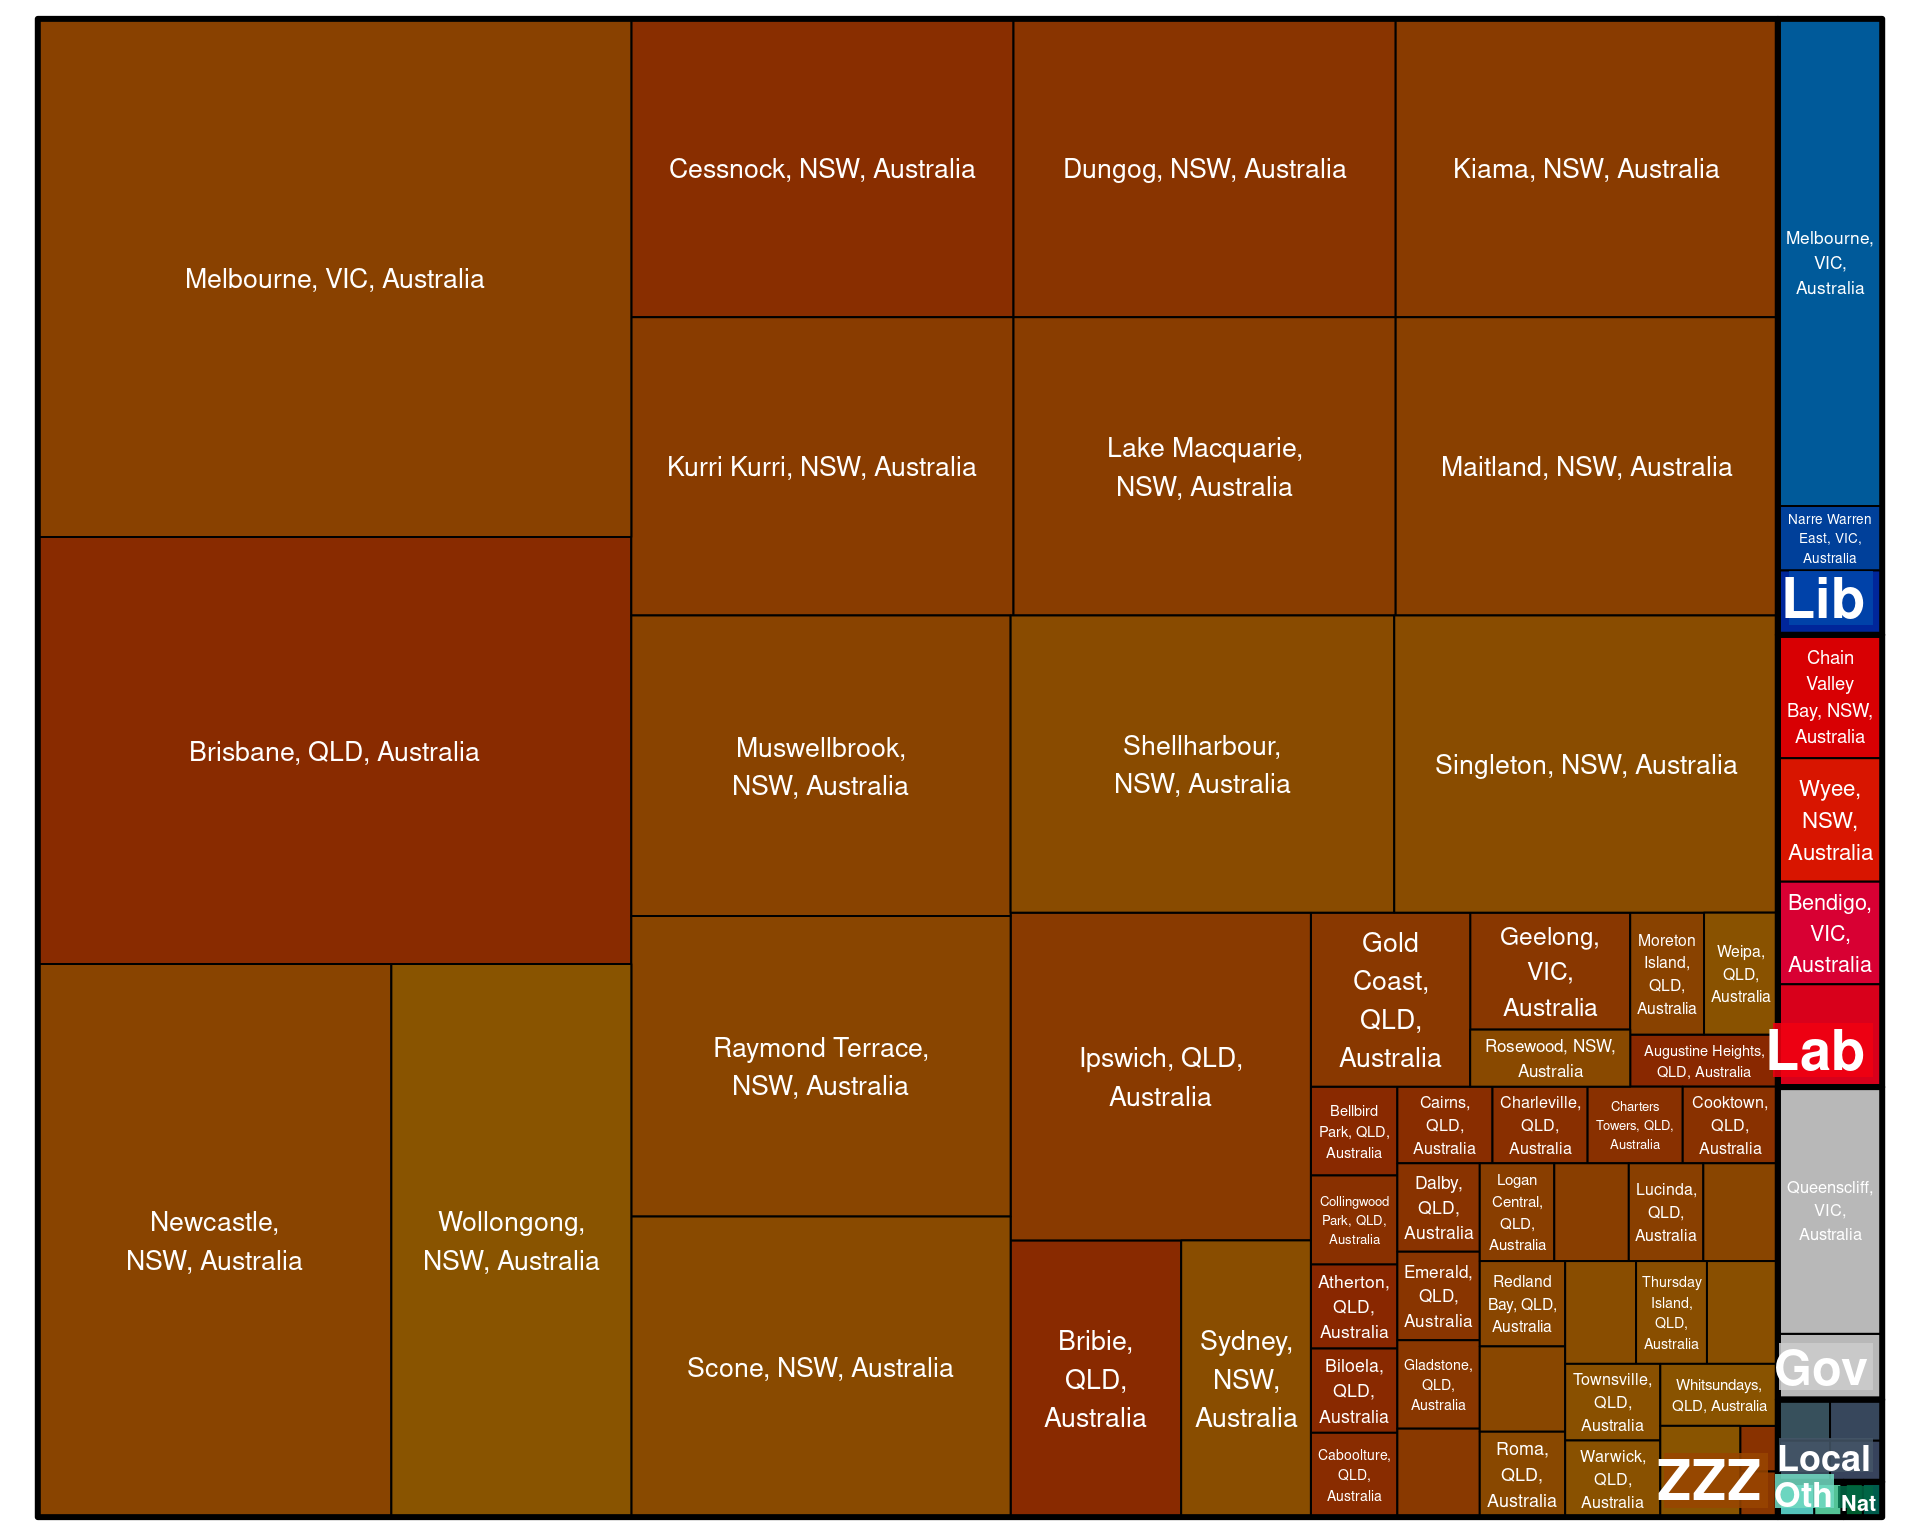 Melbourne, VIC, Australia
Brisbane, QLD, Australia
Newcastle,
NSW, Australia
Wollongong,
NSW, Australia
Cessnock, NSW, Australia
Dungog, NSW, Australia
Kiama, NSW, Australia
Kurri Kurri, NSW, Australia
Lake Macquarie,
NSW, Australia
Maitland, NSW, Australia
Muswellbrook,
NSW, Australia
Shellharbour,
NSW, Australia
Singleton, NSW, Australia
Raymond Terrace,
NSW, Australia
Scone, NSW, Australia
Ipswich, QLD,
Australia
Bribie,
QLD,
Australia
Sydney,
NSW,
Australia
Gold
Coast,
QLD,
Australia
Geelong,
VIC,
Australia
Rosewood, NSW,
Australia
Moreton
Island,
QLD,
Australia
Weipa,
QLD,
Australia
Augustine Heights,
QLD, Australia
Bellbird
Park, QLD,
Australia
Collingwood
Park, QLD,
Australia
Atherton,
QLD,
Australia
Biloela,
QLD,
Australia
Caboolture,
QLD,
Australia
Cairns,
QLD,
Australia
Charleville,
QLD,
Australia
Charters
Towers, QLD,
Australia
Cooktown,
QLD,
Australia
Dalby,
QLD,
Australia
Emerald,
QLD,
Australia
Gladstone,
QLD,
Australia
Logan
Central,
QLD,
Australia
Lucinda,
QLD,
Australia
Redland
Bay, QLD,
Australia
Roma,
QLD,
Australia
Thursday
Island,
QLD,
Australia
Townsville,
QLD,
Australia
Whitsundays,
QLD, Australia
Warwick,
QLD,
Australia
ZZZ
Melbourne,
VIC,
Australia
Narre Warren
East, VIC,
Australia
Lib
Chain
Valley
Bay, NSW,
Australia
Wyee,
NSW,
Australia
Bendigo,
VIC,
Australia
Lab
Queenscliff,
VIC,
Australia
Gov
Local
Oth
Nat